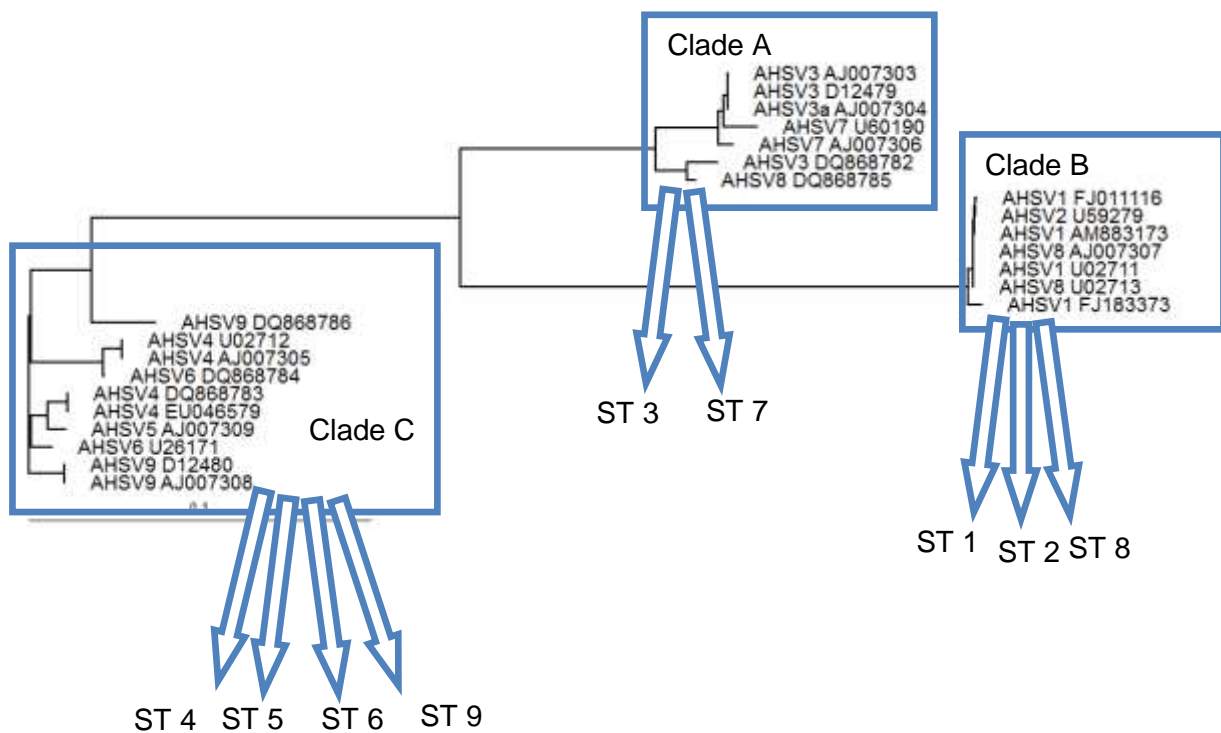 Clade A
AHSV3 AJ007303
AHSV3 D12479
AHSV3a AJ007304
AHSV7 U60190
AHSV7 AJ007306
AHSV3 DQ868782
AHSV8 DQ868785
Clade B
AHSV1 FJ011116
AHSV2 U59279
AHSV1 AM883173
AHSV8 AJ007307
AHSV1 U02711
AHSV8 U02713
AHSV1 FJ183373
AHSV9 DQ868786
AHSV4 U02712
AHSV4 AJ007305
AHSV6 DQ868784
AHSV4 DQ868783
AHSV4 EU046579
AHSV5 AJ007309
AHSV6 U26171
AHSV9 D12480
AHSV9 AJ007308
Clade C
0.1
ST 3
ST 7
ST 1
ST 2
ST 8
ST 4
ST 5
ST 6
ST 9